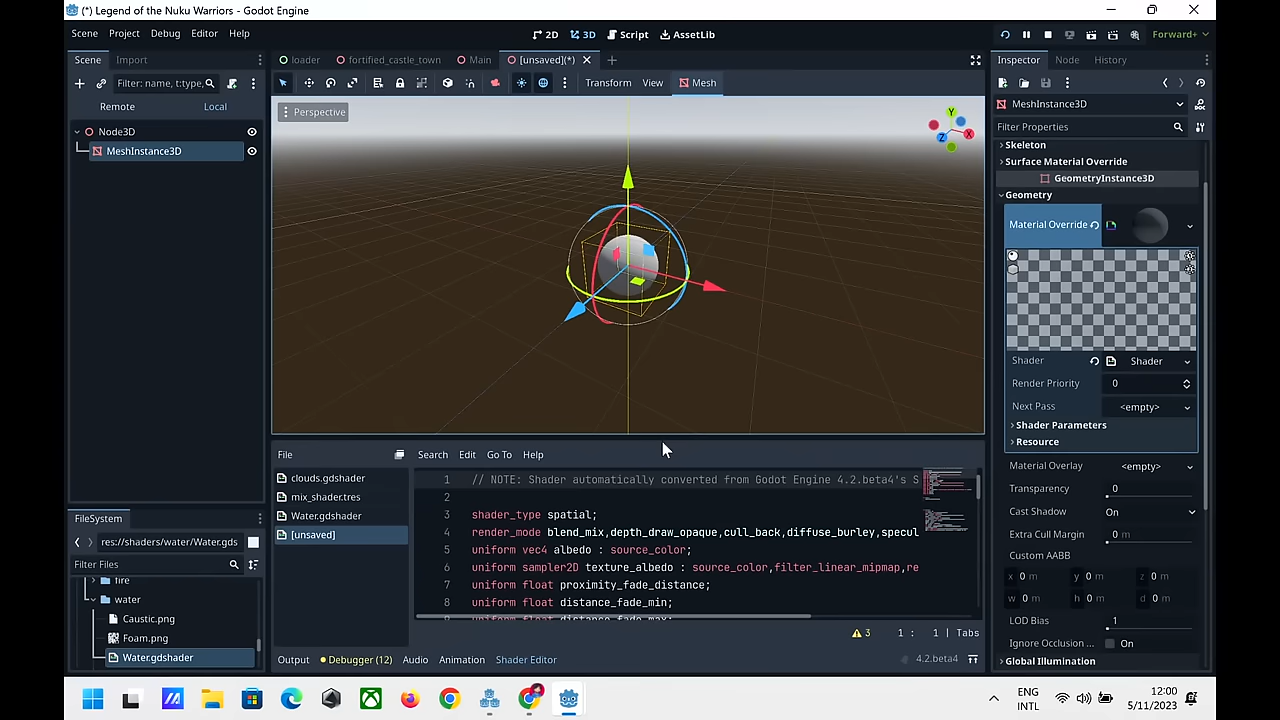 (*) Legend of the Nuku Warriors - Godot Engine
Scene Project Debug Editor Help
2D 3D Script AssetLib
Forward+
Scene Import
loader fortified_castle_town Main [unsaved](*)
Inspector Node History
Filter: name, t:type,
Transform View Mesh
Remote Local
Perspective
Y
X
Z
MeshInstance3D
Filter Properties
Node3D
MeshInstance3D
Skeleton
Surface Material Override
GeometryInstance3D
Geometry
Material Override
Shader Shader
Render Priority 0
Next Pass <empty>
Shader Parameters
Resource
Material Overlay <empty>
Transparency 0
Cast Shadow On
Extra Cull Margin 0 m
Custom AABB
x 0 m y 0 m z 0 m
w 0 m h 0 m d 0 m
LOD Bias 1
Ignore Occlusion ... On
Global Illumination
File
Search Edit Go To Help
clouds.gdshader
mix_shader.tres
Water.gdshader
[unsaved]
1 // NOTE: Shader automatically converted from Godot Engine 4.2.beta4's S
2
3 shader_type spatial;
4 render_mode blend_mix,depth_draw_opaque,cull_back,diffuse_burley,specul
5 uniform vec4 albedo : source_color;
6 uniform sampler2D texture_albedo : source_color,filter_linear_mipmap,re
7 uniform float proximity_fade_distance;
8 uniform float distance_fade_min;
uniform float distance_fade_max;
3 1 : 1 | Tabs
FileSystem
res://shaders/water/Water.gds
Filter Files
fire
water
Caustic.png
Foam.png
Water.gdshader
Output Debugger (12) Audio Animation Shader Editor
4.2.beta4
4
ENG
INTL
12:00
5/11/2023